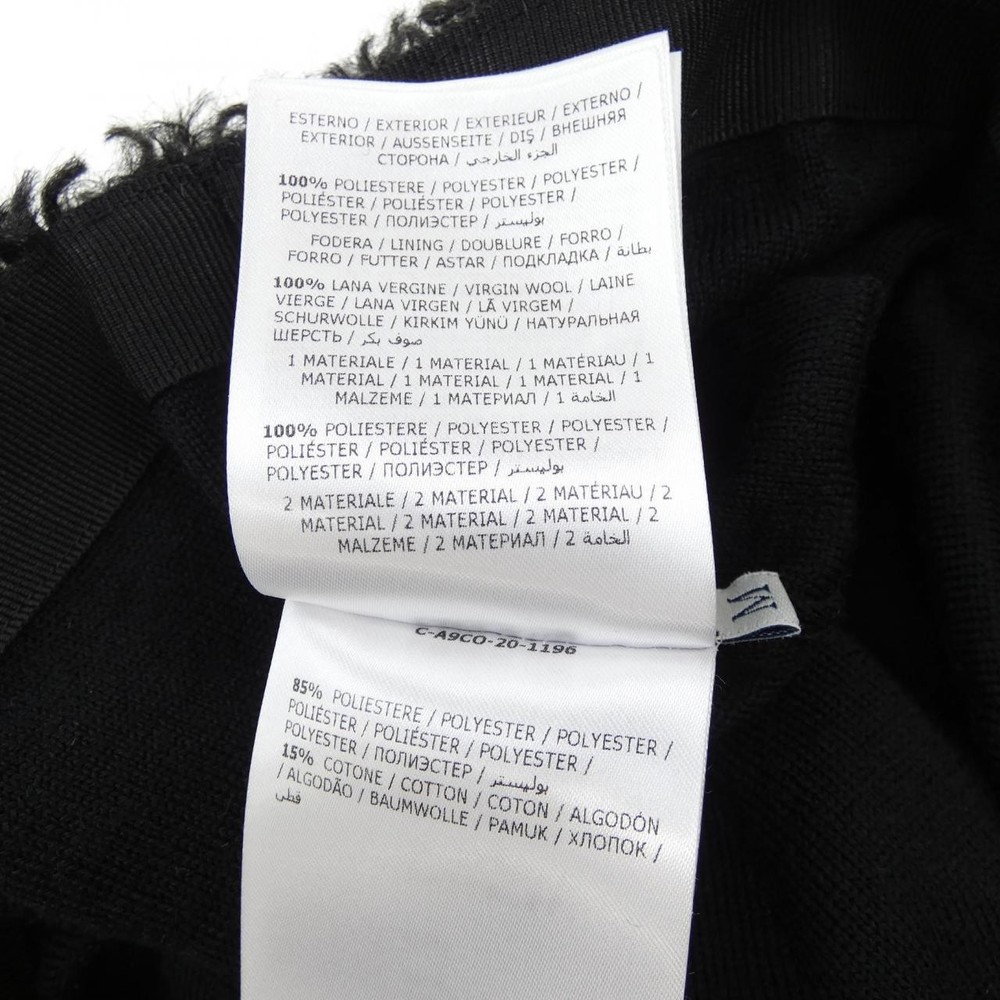 ESTERNO / EXTERIOR / EXTERIEUR / EXTERNO /
EXTERIOR / AUSSENSEITE / DIŞ / ВНЕШНЯЯ
СТОРОНА / الجزء الخارجي
100% POLIESTERE / POLYESTER / POLYESTER /
POLIÉSTER / POLIÉSTER / POLYESTER /
POLYESTER / ПОЛИЭСТЕР / بوليستر
FODERA / LINING / DOUBLURE / FORRO /
FORRO / FUTTER / ASTAR / ПОДКЛАДКА / بطانة
100% LANA VERGINE / VIRGIN WOOL / LAINE
VIERGE / LANA VIRGEN / LÃ VIRGEM /
SCHURWOLLE / KIRKIM YÜNÜ / НАТУРАЛЬНАЯ
ШЕРСТЬ / صوف بكر
1 MATERIALE / 1 MATERIAL / 1 MATÉRIAU / 1
MATERIAL / 1 MATERIAL / 1 MATERIAL / 1
MALZEME / 1 МАТЕРИАЛ / 1 الخامة
100% POLIESTERE / POLYESTER / POLYESTER /
POLIÉSTER / POLIÉSTER / POLYESTER /
POLYESTER / ПОЛИЭСТЕР / بوليستر
2 MATERIALE / 2 MATERIAL / 2 MATÉRIAU / 2
MATERIAL / 2 MATERIAL / 2 MATERIAL / 2
MALZEME / 2 МАТЕРИАЛ / 2 الخامة
M
C-A9CO-20-1196
85% POLIESTERE / POLYESTER / POLYESTER /
POLIÉSTER / POLIÉSTER / POLYESTER /
POLYESTER / ПОЛИЭСТЕР / بوليستر
15% COTONE / COTTON / COTON / ALGODÓN
/ ALGODÃO / BAUMWOLLE / PAMUK / ХЛОПОК /
قطن